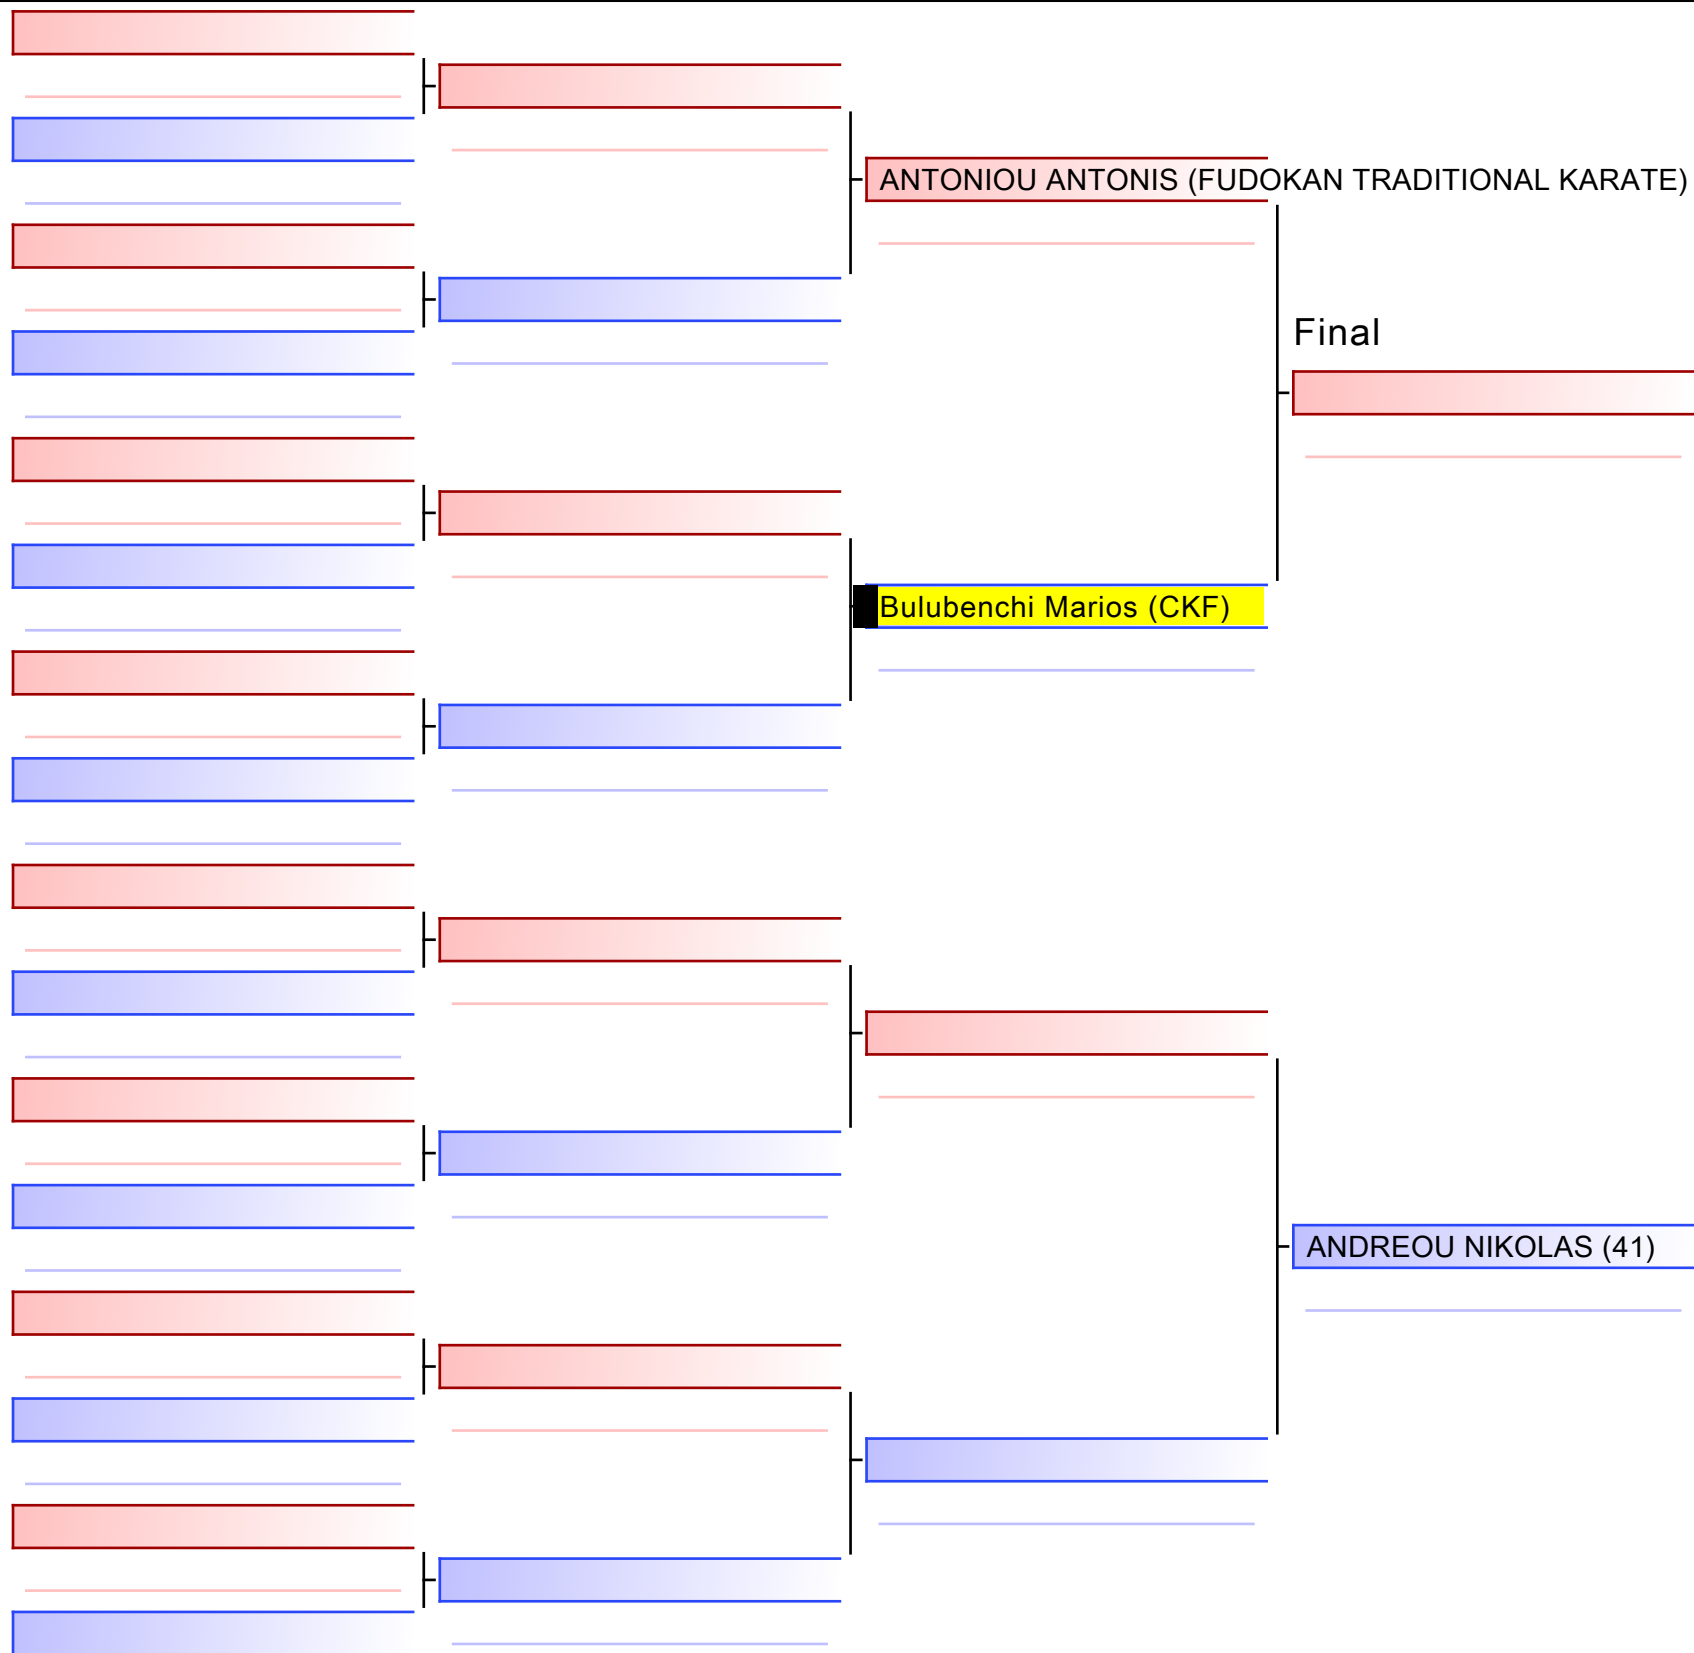 ANTONIOU ANTONIS (FUDOKAN TRADITIONAL KARATE)
Final
Bulubenchi Marios (CKF)
ANDREOU NIKOLAS (41)